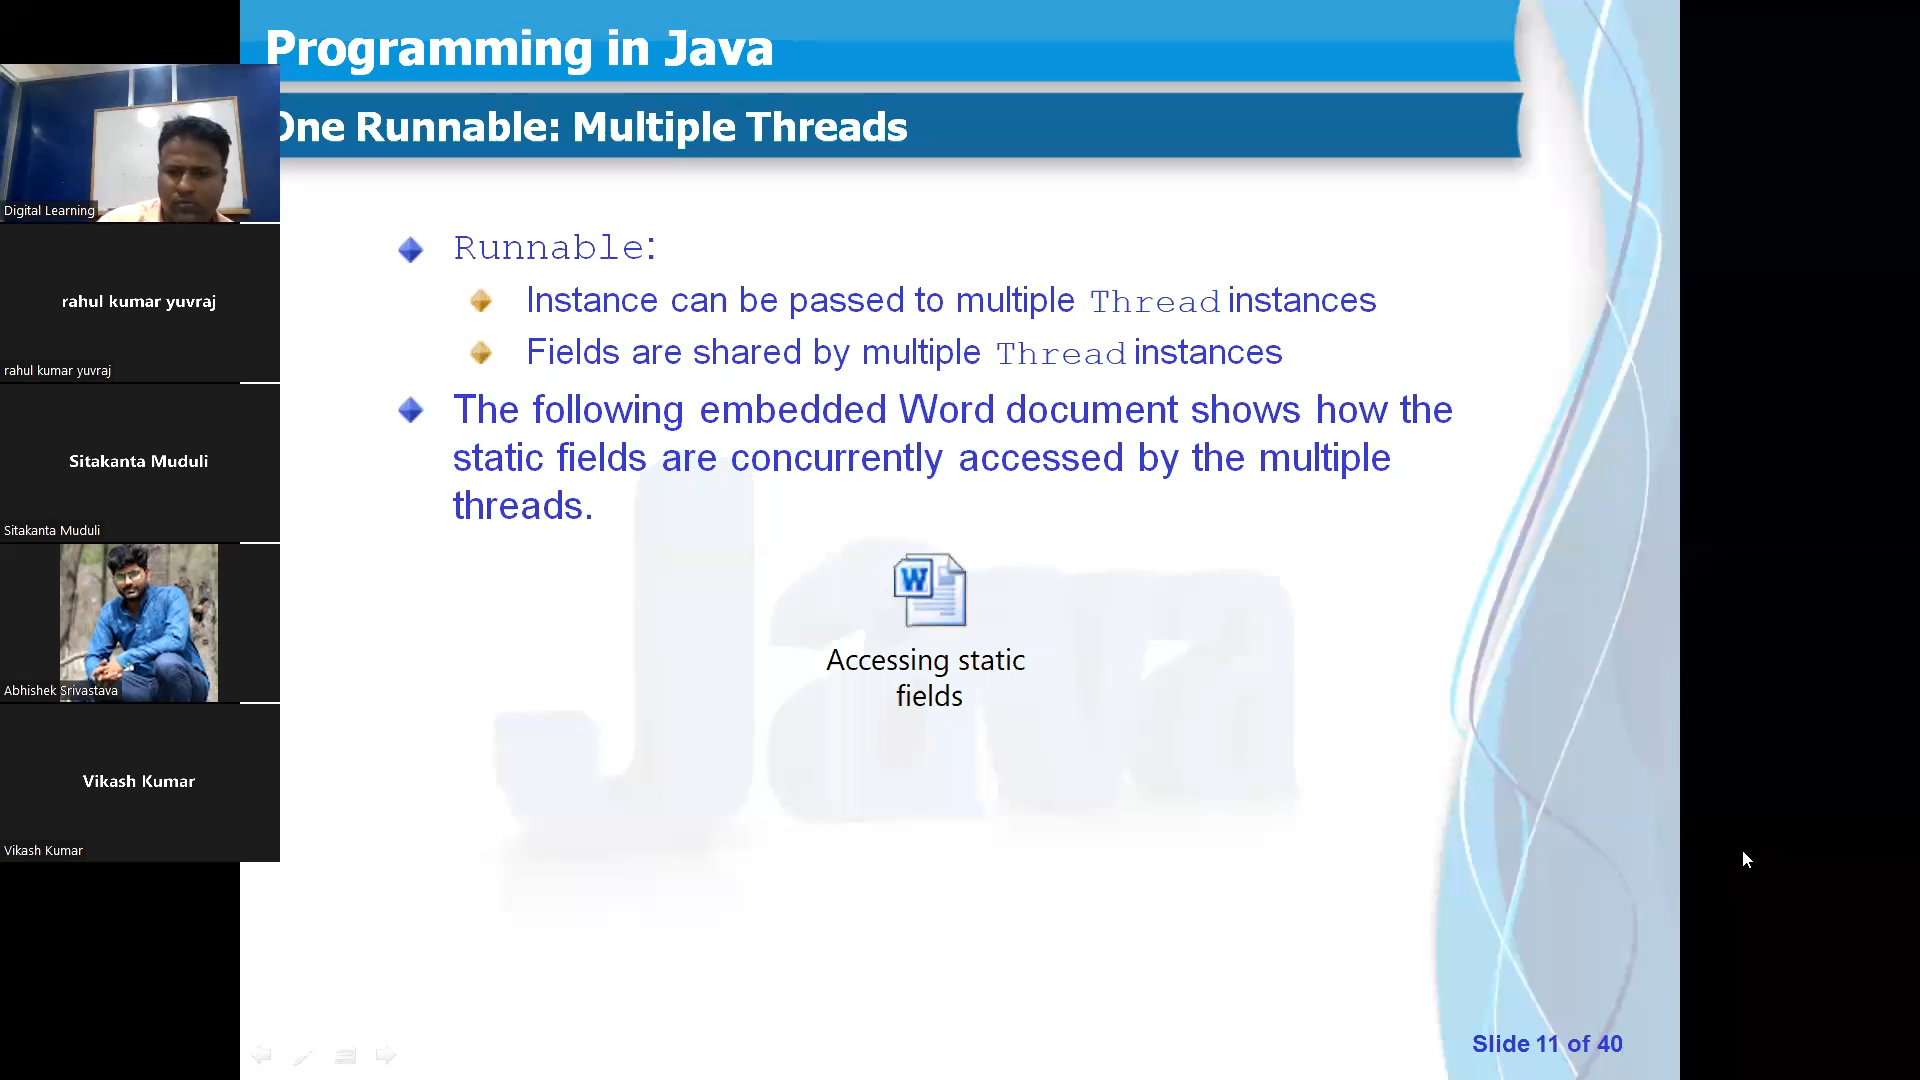 Programming in Java
One Runnable: Multiple Threads
Digital Learning
rahul kumar yuvraj
rahul kumar yuvraj
Sitakanta Muduli
Sitakanta Muduli
Abhishek Srivastava
Vikash Kumar
Vikash Kumar
Runnable:
Instance can be passed to multiple Thread instances
Fields are shared by multiple Thread instances
The following embedded Word document shows how the
static fields are concurrently accessed by the multiple
threads.
W
Accessing static
fields
Java
Slide 11 of 40